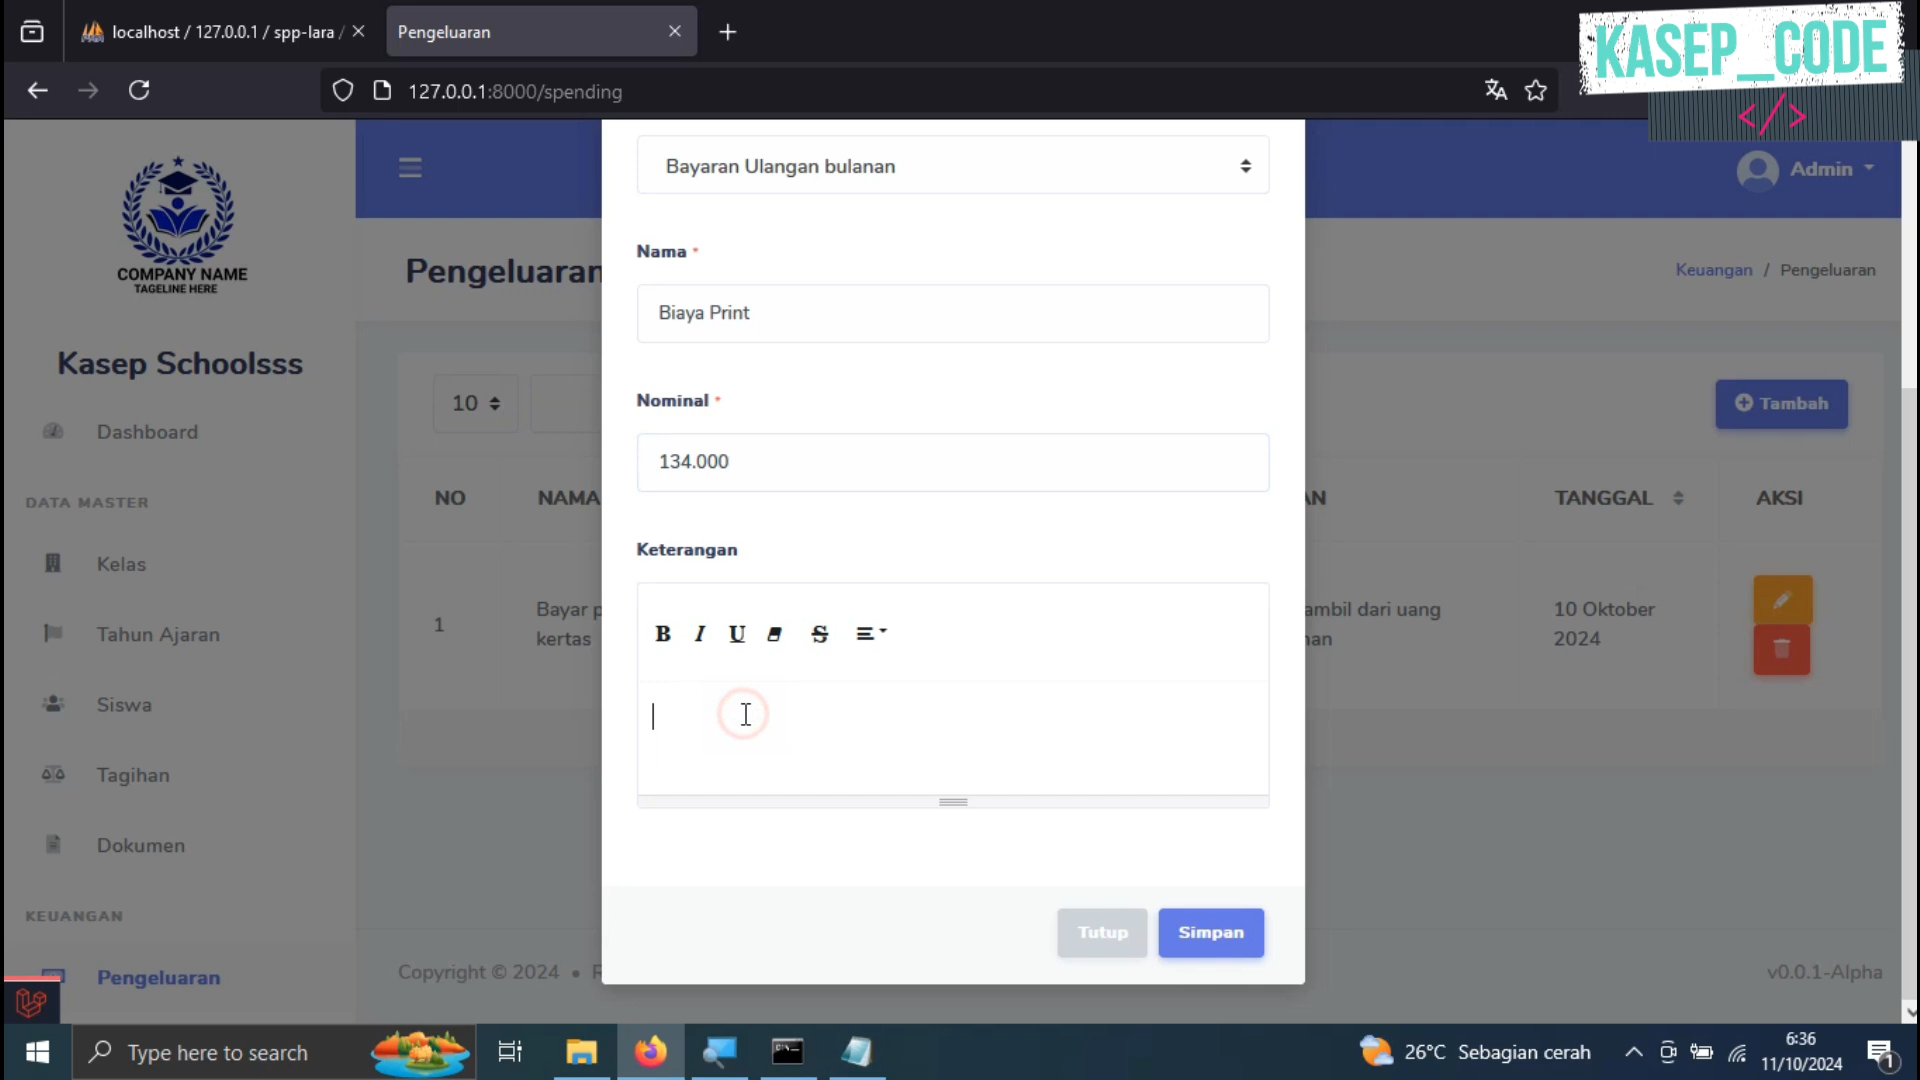 localhost / 127.0.0.1 / spp-lara /
Pengeluaran
KASEP_CODE
</>
127.0.0.1:8000/spending
COMPANY NAME
TAGELINE HERE
Kasep Schoolsss
Dashboard
DATA MASTER
Kelas
Tahun Ajaran
Siswa
Tagihan
Dokumen
KEUANGAN
Pengeluaran
Admin
Pengeluaran
Keuangan / Pengeluaran
10
Tambah
NO
NAMA
AN
TANGGAL
AKSI
1
Bayar p
kertas
ambil dari uang
nan
10 Oktober
2024
Bayaran Ulangan bulanan
Nama *
Biaya Print
Nominal *
134.000
Keterangan
B I U S
Tutup
Simpan
Copyright © 2024 • R
v0.0.1-Alpha
Type here to search
26°C Sebagian cerah
6:36
11/10/2024
1